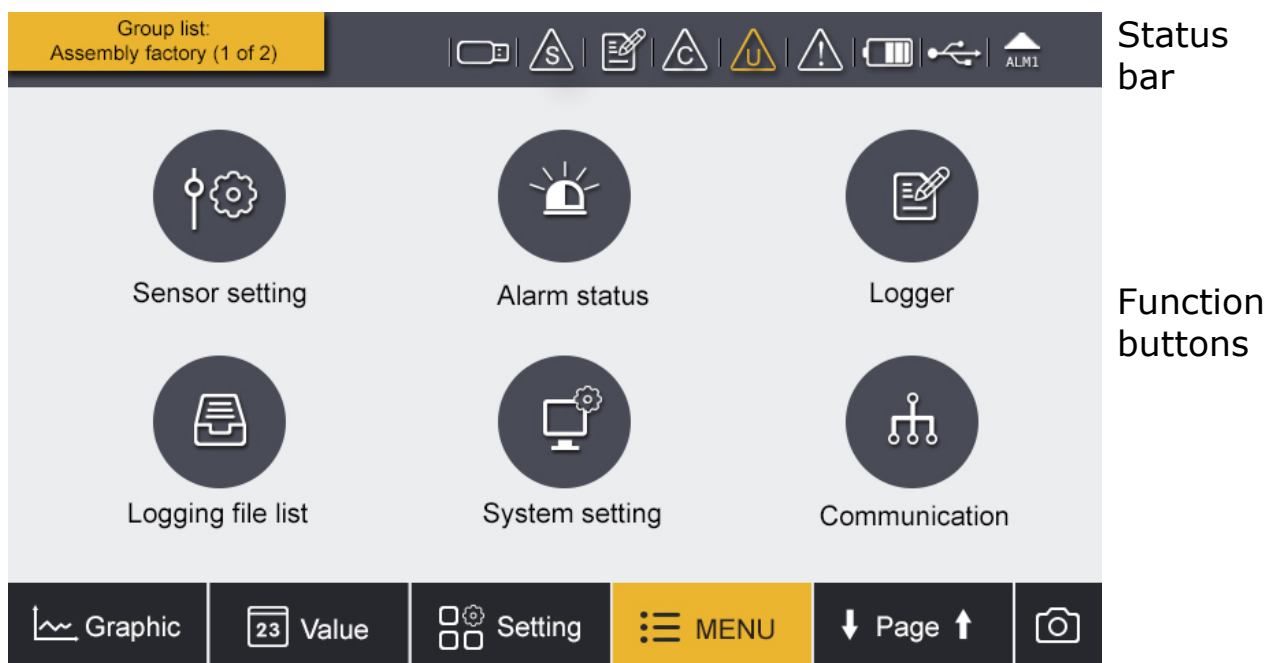 Group list:
Assembly factory (1 of 2)
S
C
U
!
ALM1
Status
bar
Sensor setting
Alarm status
Logger
Function
buttons
Logging file list
System setting
Communication
Graphic
23 Value
Setting
MENU
Page